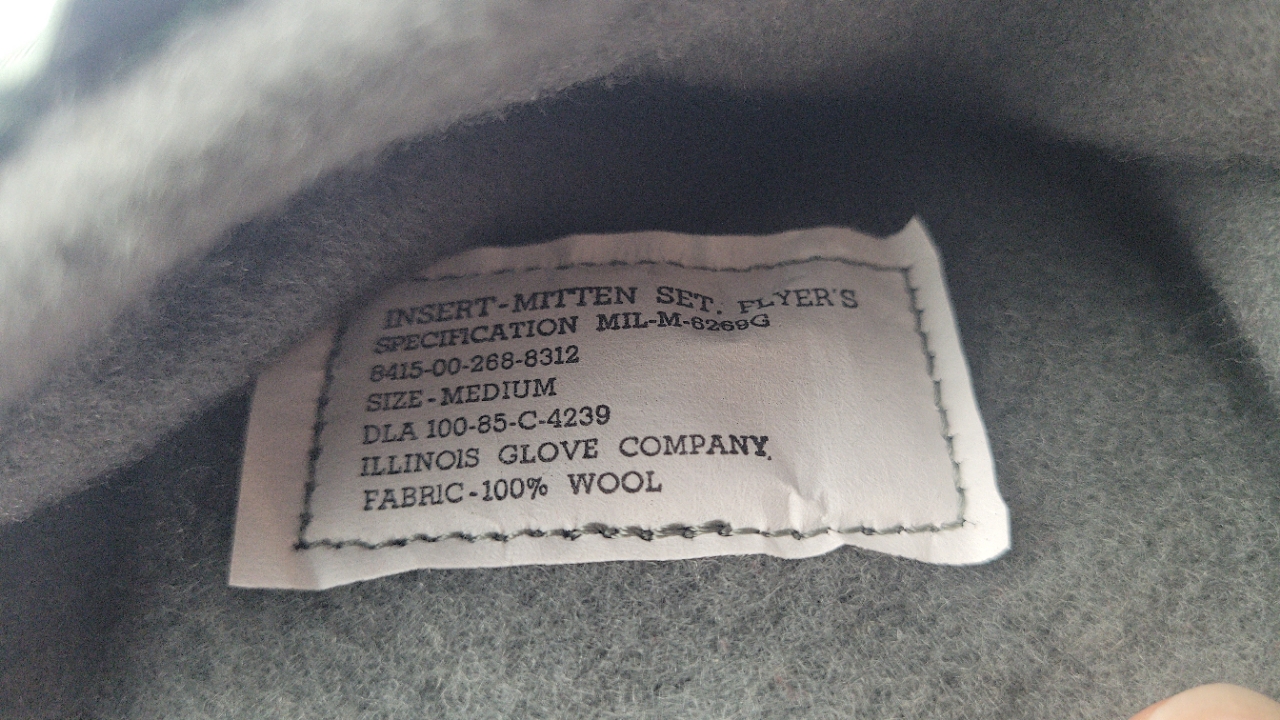 INSERT-MITTEN SET, FLYER'S
SPECIFICATION MIL-M-6269G
8415-00-268-8312
SIZE-MEDIUM
DLA 100-85-C-4239
ILLINOIS GLOVE COMPANY.
FABRIC-100% WOOL